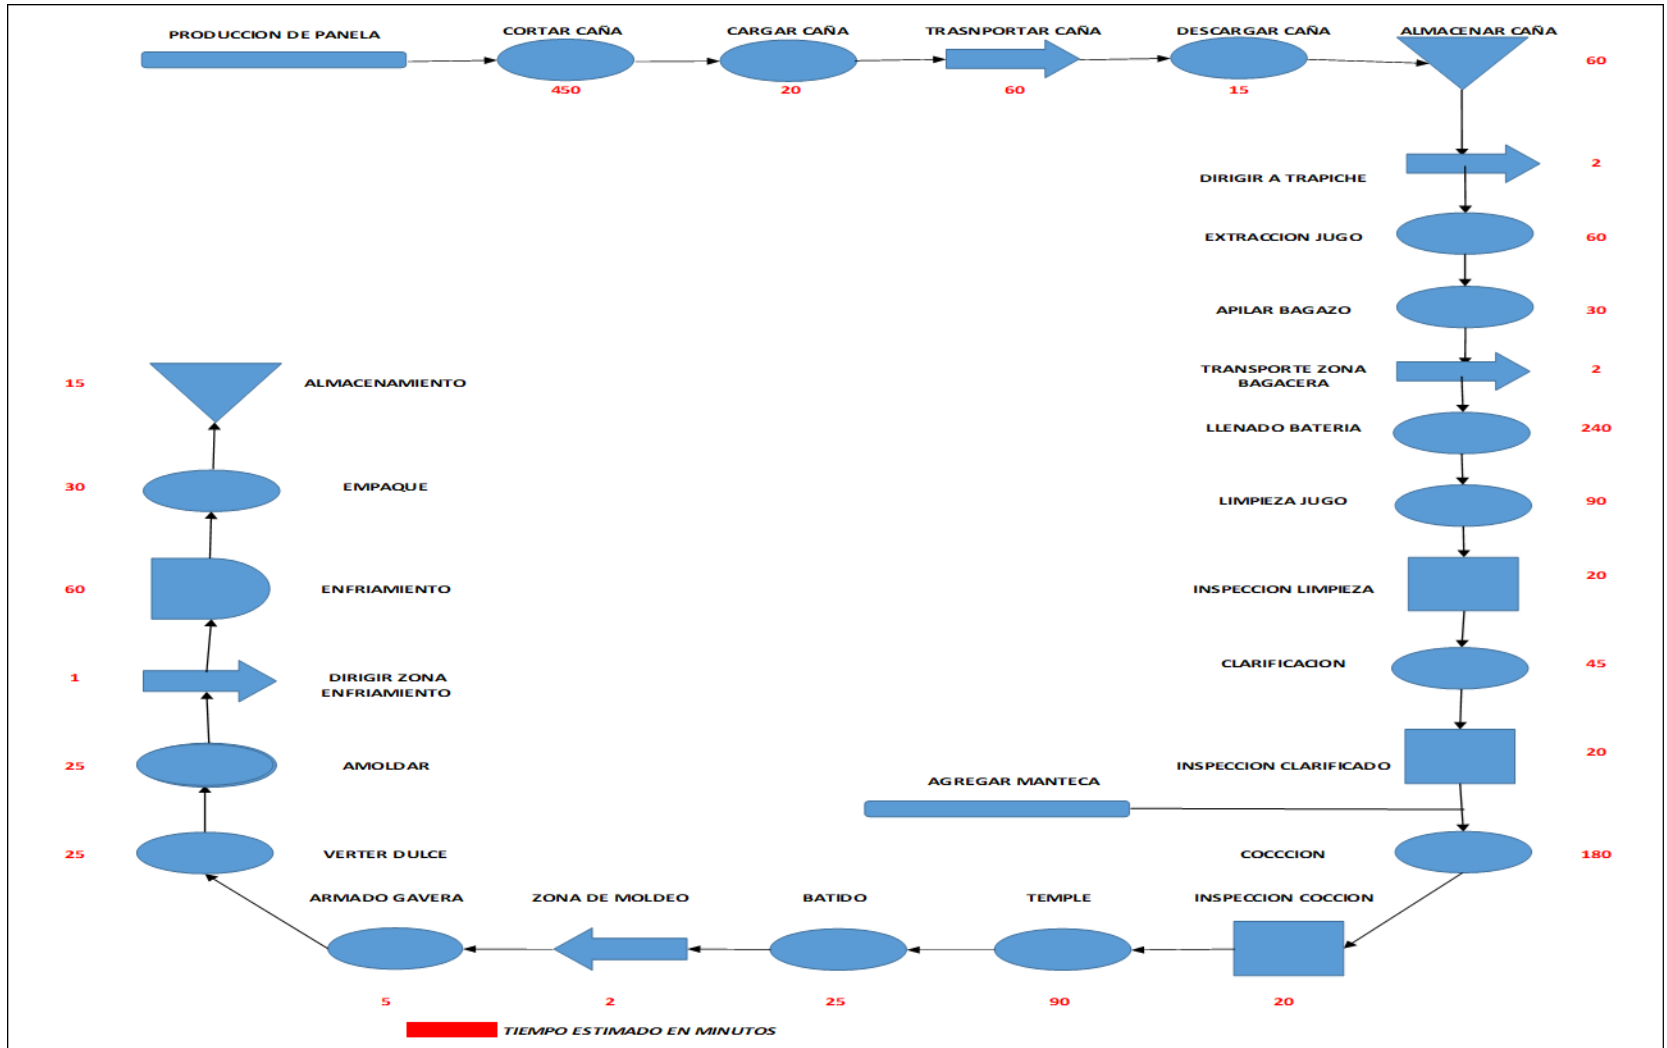 PRODUCCION DE PANELA
CORTAR CAÑA
CARGAR CAÑA
TRASNPORTAR CAÑA
DESCARGAR CAÑA
ALMACENAR CAÑA
450
20
60
15
60
DIRIGIR A TRAPICHE
2
EXTRACCION JUGO
60
APILAR BAGAZO
30
TRANSPORTE ZONA
BAGACERA
2
LLENADO BATERIA
240
LIMPIEZA JUGO
90
INSPECCION LIMPIEZA
20
CLARIFICACION
45
INSPECCION CLARIFICADO
20
AGREGAR MANTECA
COCCCION
180
INSPECCION COCCION
20
TEMPLE
90
BATIDO
25
ZONA DE MOLDEO
2
ARMADO GAVERA
5
VERTER DULCE
25
AMOLDAR
25
DIRIGIR ZONA
ENFRIAMIENTO
1
ENFRIAMIENTO
60
EMPAQUE
30
ALMACENAMIENTO
15
TIEMPO ESTIMADO EN MINUTOS